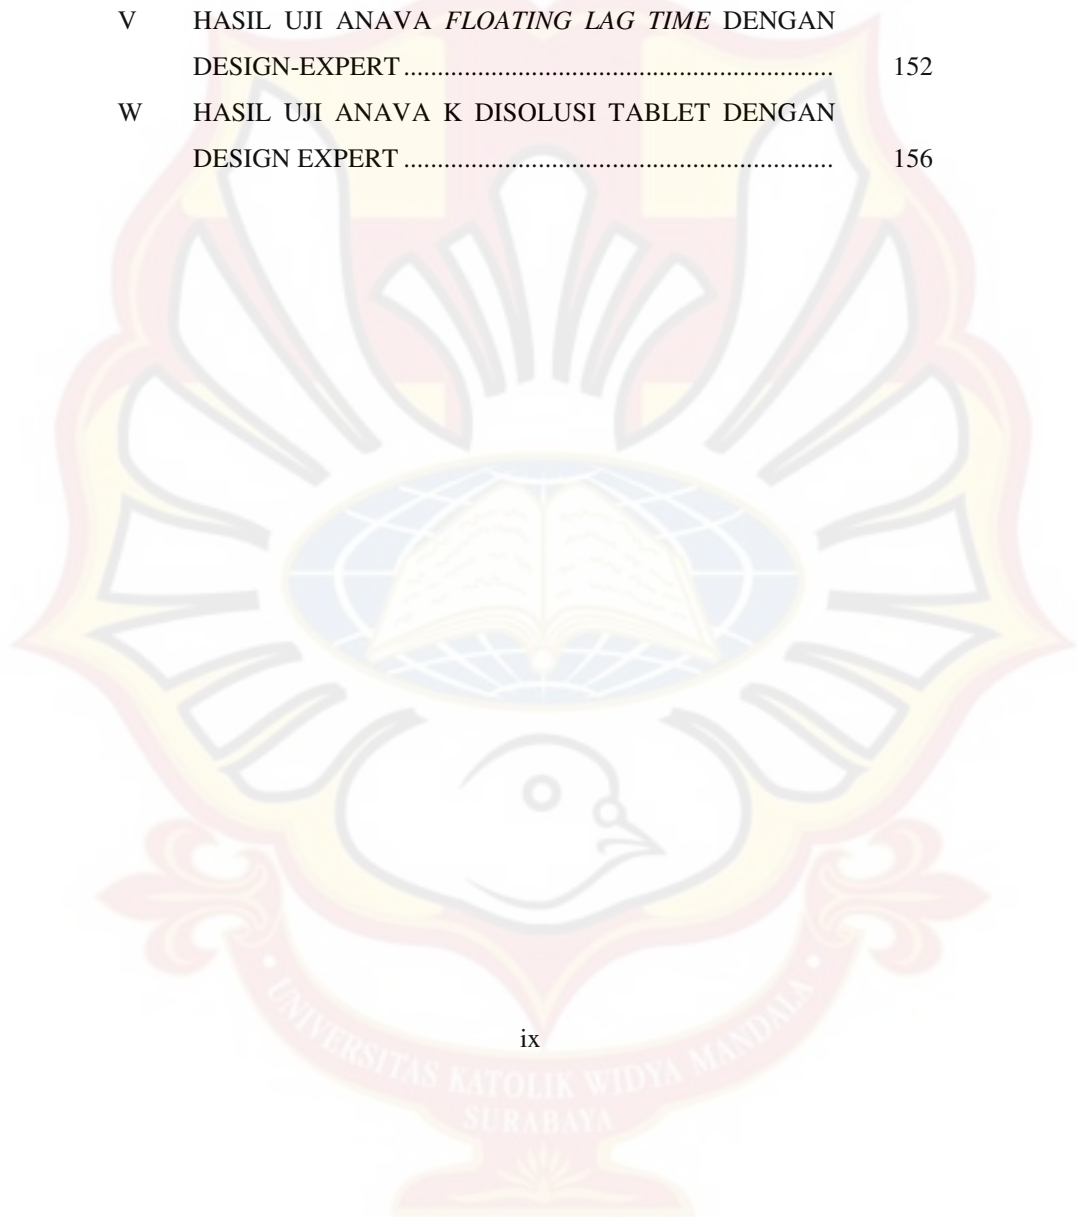 V HASIL UJI ANAVA FLOATING LAG TIME DENGAN
DESIGN-EXPERT ................................................................ 152
W HASIL UJI ANAVA K DISOLUSI TABLET DENGAN
DESIGN EXPERT ................................................................ 156
ix
UNIVERSITAS KATOLIK WIDYA MANDALA
SURABAYA